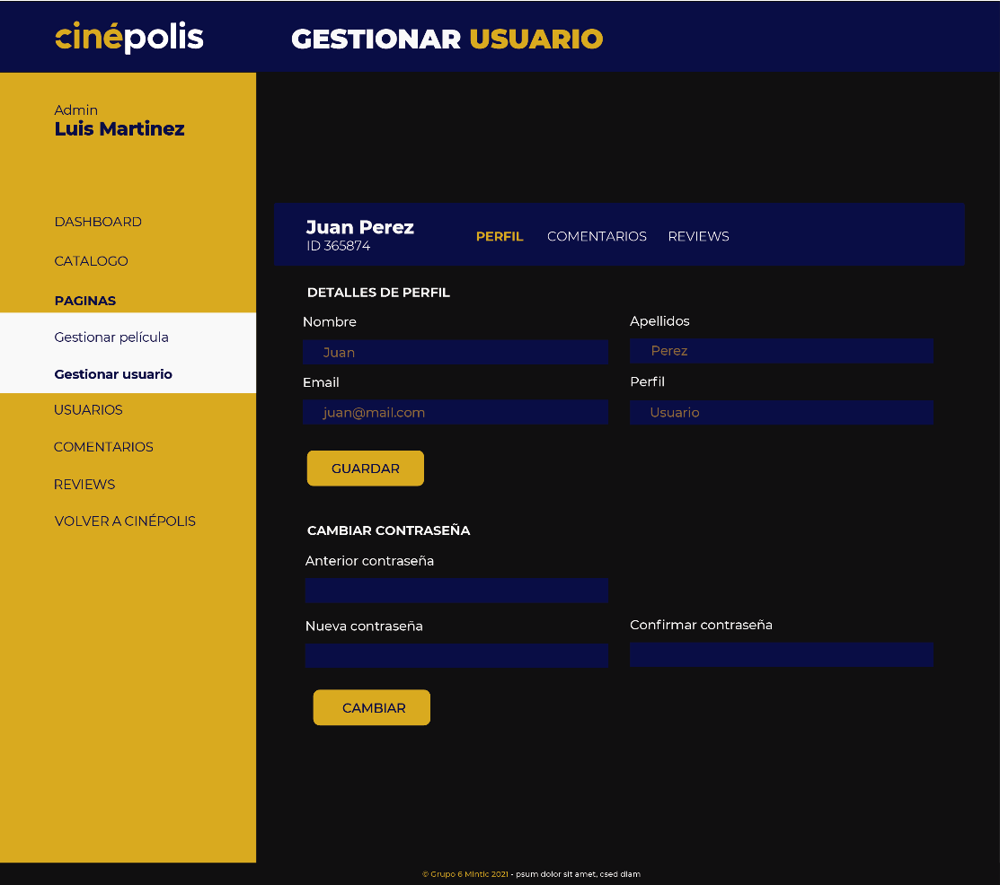 cinépolis
GESTIONAR USUARIO
Admin
Luis Martinez
DASHBOARD
CATALOGO
PAGINAS
Gestionar película
Gestionar usuario
USUARIOS
COMENTARIOS
REVIEWS
VOLVER A CINÉPOLIS
Juan Perez
ID 365874
PERFIL COMENTARIOS REVIEWS
DETALLES DE PERFIL
Nombre
Apellidos
Juan
Perez
Email
Perfil
juan@mail.com
Usuario
GUARDAR
CAMBIAR CONTRASEÑA
Anterior contraseña
Nueva contraseña
Confirmar contraseña
CAMBIAR
© Grupo 6 Mintic 2021 - psum dolor sit amet, csed diam